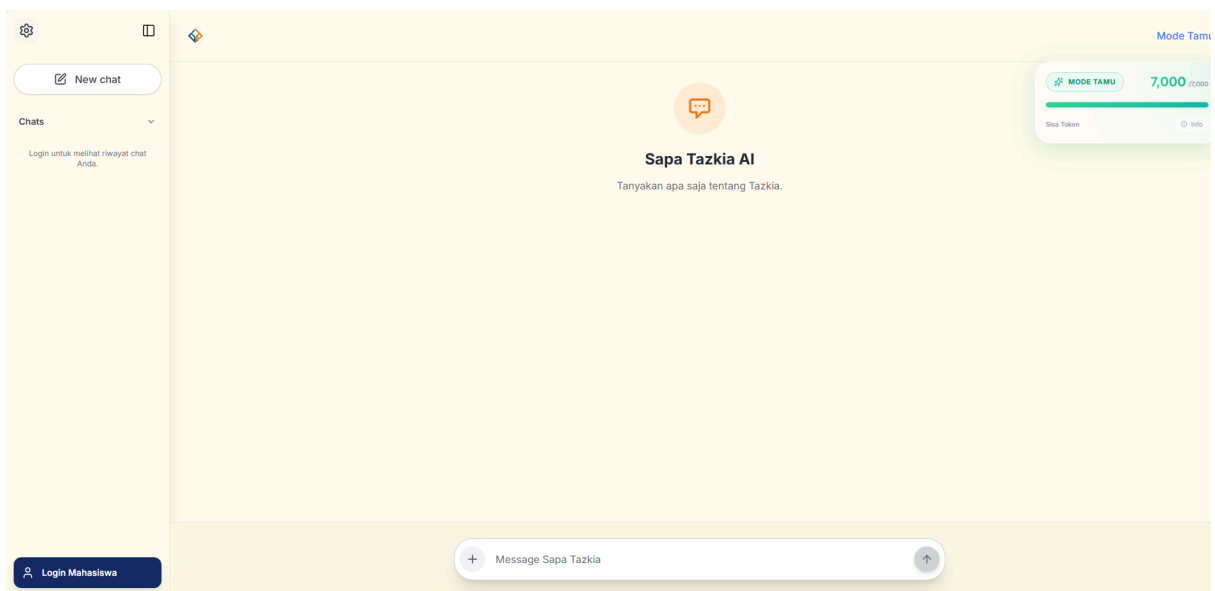 New chat
Chats
Login untuk melihat riwayat chat
Anda.
Login Mahasiswa
Mode Tamu
MODE TAMU
7,000 /7,000
Sisa Token
Info
Sapa Tazkia AI
Tanyakan apa saja tentang Tazkia.
Message Sapa Tazkia